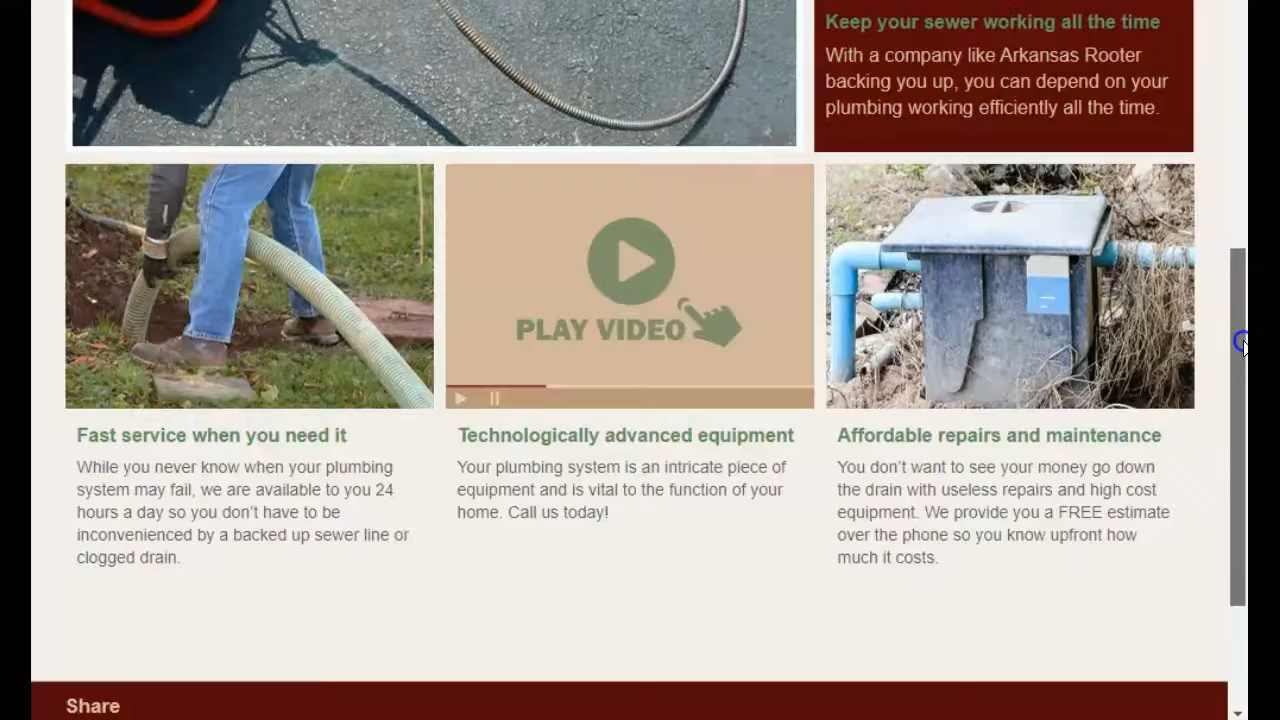 Keep your sewer working all the time
With a company like Arkansas Rooter
backing you up, you can depend on your
plumbing working efficiently all the time.
PLAY VIDEO
Fast service when you need it
While you never know when your plumbing
system may fail, we are available to you 24
hours a day so you don't have to be
inconvenienced by a backed up sewer line or
clogged drain.
Technologically advanced equipment
Your plumbing system is an intricate piece of
equipment and is vital to the function of your
home. Call us today!
Affordable repairs and maintenance
You don't want to see your money go down
the drain with useless repairs and high cost
equipment. We provide you a FREE estimate
over the phone so you know upfront how
much it costs.
Share